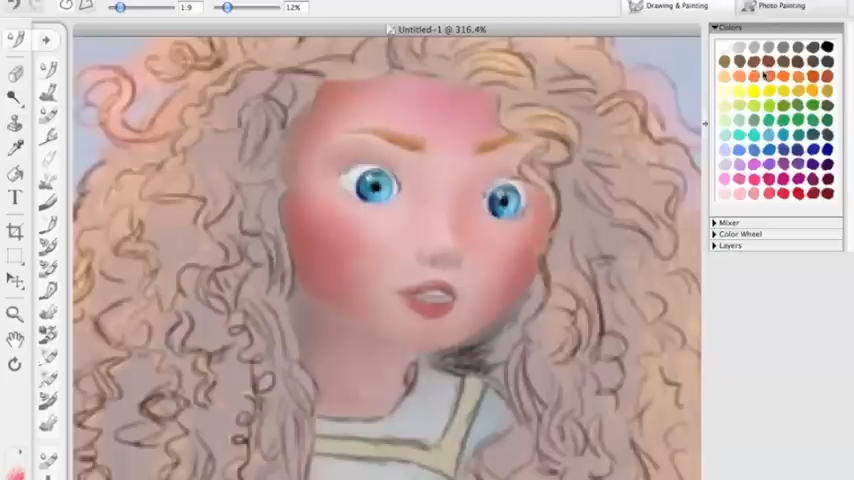 1.9
12%
Drawing & Painting
Photo Painting
Untitled-1 @ 316.4%
Colors
T
Mixer
Color Wheel
Layers